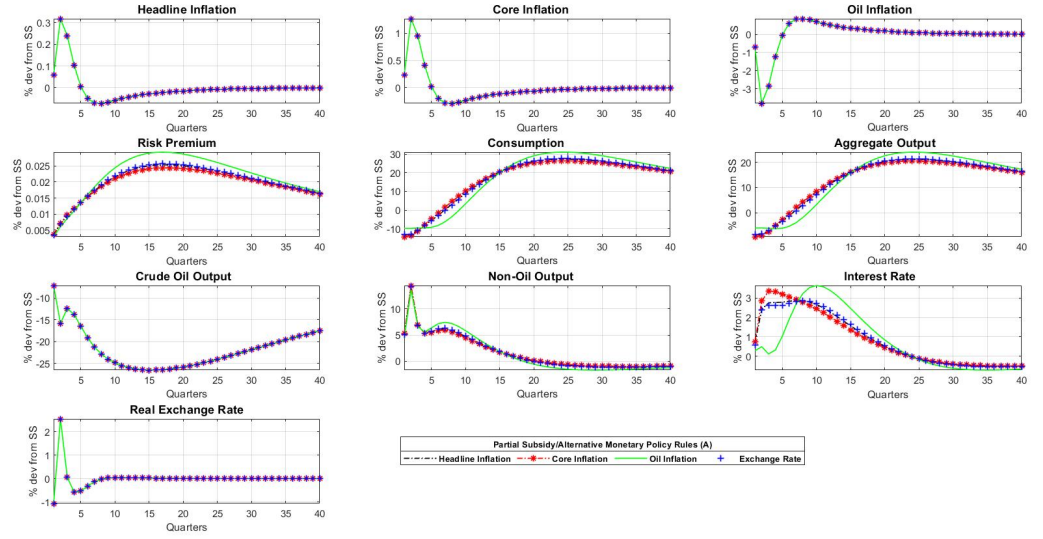 Headline Inflation
% dev from SS
0.3
0.2
0.1
0
5 10 15 20 25 30 35 40
Quarters
Core Inflation
% dev from SS
1
0.5
0
5 10 15 20 25 30 35 40
Quarters
Oil Inflation
% dev from SS
0
-1
-2
-3
5 10 15 20 25 30 35 40
Quarters
Risk Premium
% dev from SS
0.025
0.02
0.015
0.01
0.005
5 10 15 20 25 30 35 40
Quarters
Consumption
% dev from SS
30
20
10
0
-10
5 10 15 20 25 30 35 40
Quarters
Aggregate Output
% dev from SS
20
10
0
5 10 15 20 25 30 35 40
Quarters
Crude Oil Output
% dev from SS
-10
-15
-20
-25
5 10 15 20 25 30 35 40
Quarters
Non-Oil Output
% dev from SS
10
5
0
5 10 15 20 25 30 35 40
Quarters
Interest Rate
% dev from SS
3
2
1
0
5 10 15 20 25 30 35 40
Quarters
Real Exchange Rate
% dev from SS
2
1
0
-1
5 10 15 20 25 30 35 40
Quarters
Partial Subsidy/Alternative Monetary Policy Rules (A)
Headline Inflation Core Inflation Oil Inflation Exchange Rate